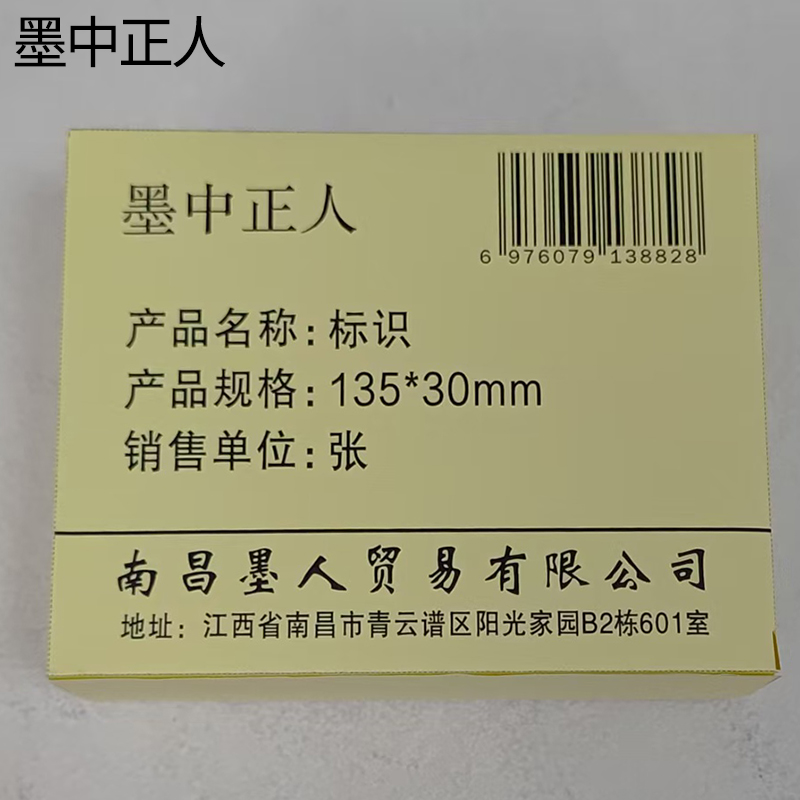 墨中正人
墨中正人
6 976079 138828
产品名称：标识
产品规格：135*30mm
销售单位：张
南昌墨人贸易有限公司
地址：江西省南昌市青云谱区阳光家园B2栋601室